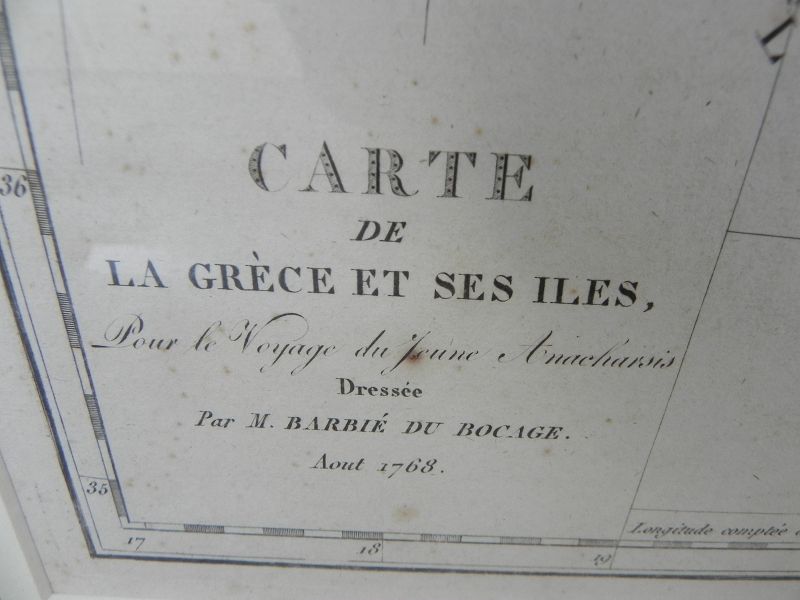 CARTE
DE
LA GRÈCE ET SES ILES,
Pour le Voyage du Jeune Anacharsis
Dressée
Par M. BARBIÉ DU BOCAGE.
Aout 1768.
36
35
17
18
19
Longitude comptée
L